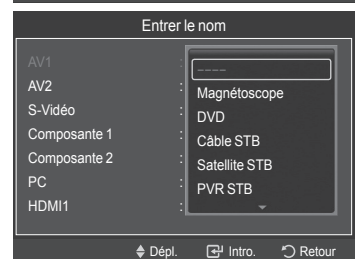 Entrer le nom
AV1 :
----
AV2 :
Magnétoscope
S-Vidéo :
DVD
Composante 1 :
Câble STB
Composante 2 :
Satellite STB
PC :
PVR STB
HDMI1 :
Dépl. Intro. Retour